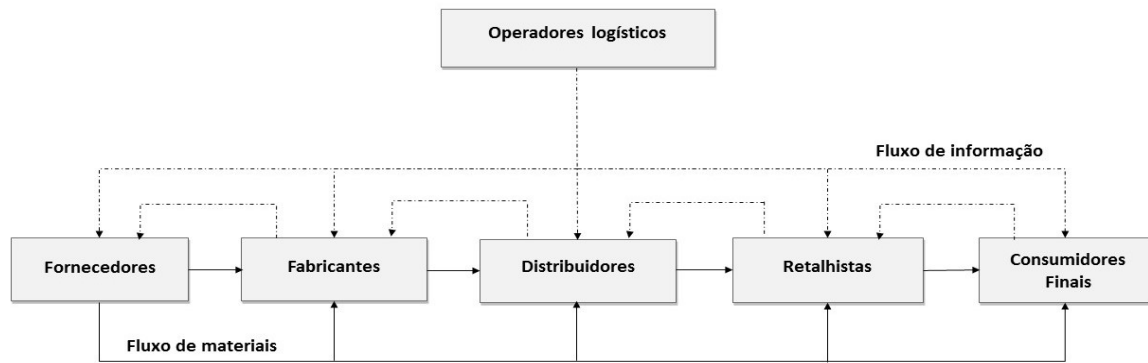 Operadores logísticos
Fluxo de informação
Fornecedores
Fabricantes
Distribuidores
Retalhistas
Consumidores
Finais
Fluxo de materiais